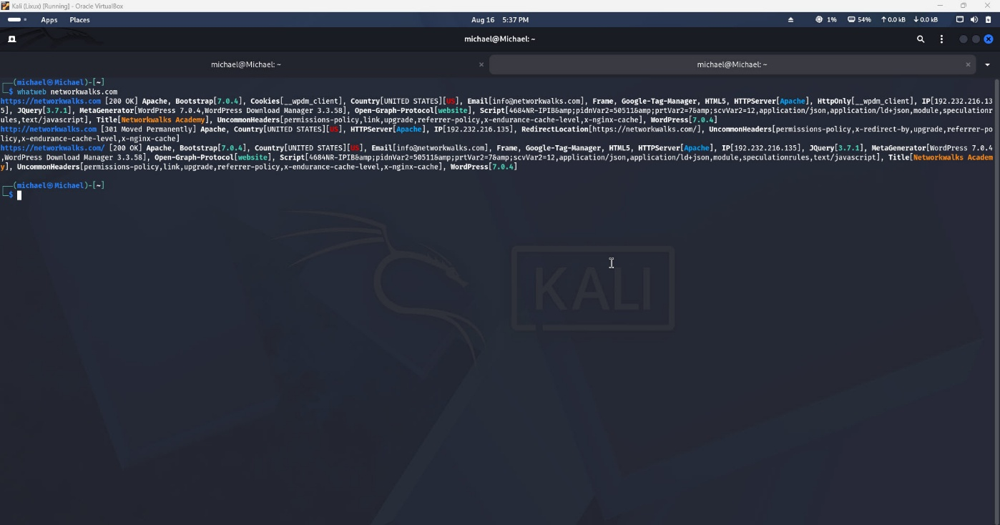 Kali (Lixux) [Running] - Oracle VirtualBox
Apps Places Aug 16 5:37 PM 1% 54% ↑0.0 kB ↓0.0 kB
michael@Michael: ~
michael@Michael: ~ michael@Michael: ~
┌──(michael㉿Michael)-[~]
└─$ whatweb networkwalks.com
https://networkwalks.com [200 OK] Apache, Bootstrap[7.0.4], Cookies[__wpdm_client], Country[UNITED STATES][US], Email[info@networkwalks.com], Frame, Google-Tag-Manager, HTML5, HTTPServer[Apache], HttpOnly[__wpdm_client], IP[192.232.216.13
5], JQuery[3.7.1], MetaGenerator[WordPress 7.0.4,WordPress Download Manager 3.3.58], Open-Graph-Protocol[website], Script[4684NR-IPIB&amp;pidnVar2=50511&amp;prtVar2=7&amp;scvVar2=12,application/json,application/ld+json,module,speculationr
ules,text/javascript], Title[Networkwalks Academy], UncommonHeaders[permissions-policy,link,upgrade,referrer-policy,x-endurance-cache-level,x-nginx-cache], WordPress[7.0.4]
http://networkwalks.com [301 Moved Permanently] Apache, Country[UNITED STATES][US], HTTPServer[Apache], IP[192.232.216.135], RedirectLocation[https://networkwalks.com/], UncommonHeaders[permissions-policy,x-redirect-by,upgrade,referrer-po
licy,x-endurance-cache-level,x-nginx-cache]
https://networkwalks.com/ [200 OK] Apache, Bootstrap[7.0.4], Country[UNITED STATES][US], Email[info@networkwalks.com], Frame, Google-Tag-Manager, HTML5, HTTPServer[Apache], IP[192.232.216.135], JQuery[3.7.1], MetaGenerator[WordPress 7.0.4
,WordPress Download Manager 3.3.58], Open-Graph-Protocol[website], Script[4684NR-IPIB&amp;pidnVar2=50511&amp;prtVar2=7&amp;scvVar2=12,application/json,application/ld+json,module,speculationrules,text/javascript], Title[Networkwalks Academ
y], UncommonHeaders[permissions-policy,link,upgrade,referrer-policy,x-endurance-cache-level,x-nginx-cache], WordPress[7.0.4]
┌──(michael㉿Michael)-[~]
└─$
KALI